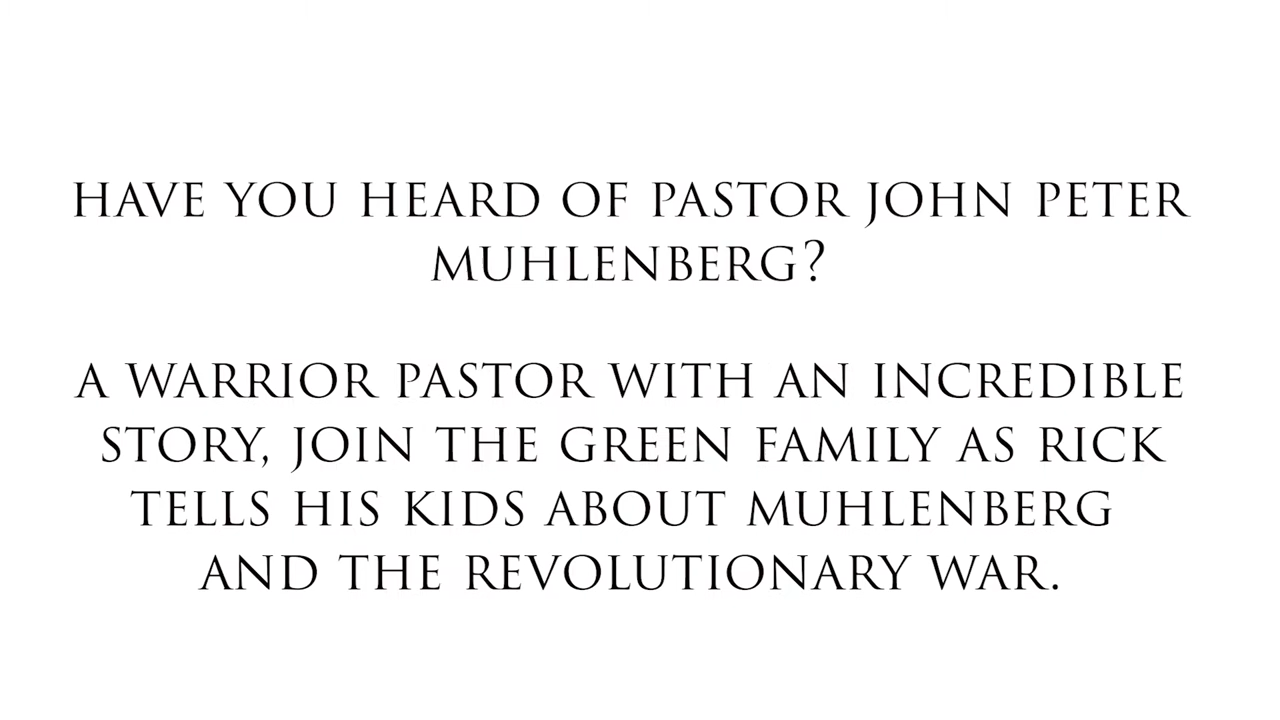 HAVE YOU HEARD OF PASTOR JOHN PETER
MUHLENBERG?
A WARRIOR PASTOR WITH AN INCREDIBLE
STORY, JOIN THE GREEN FAMILY AS RICK
TELLS HIS KIDS ABOUT MUHLENBERG
AND THE REVOLUTIONARY WAR.